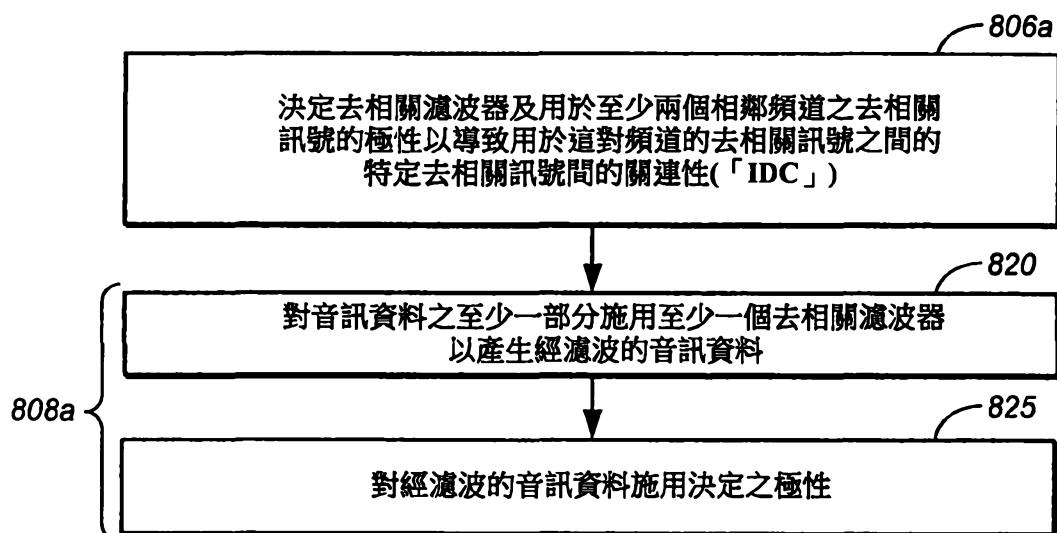 806a
決定去相關濾波器及用於至少兩個相鄰頻道之去相關
訊號的極性以導致用於這對頻道的去相關訊號之間的
特定去相關訊號間的關連性(「IDC」)
820
對音訊資料之至少一部分施用至少一個去相關濾波器
以產生經濾波的音訊資料
808a
825
對經濾波的音訊資料施用決定之極性